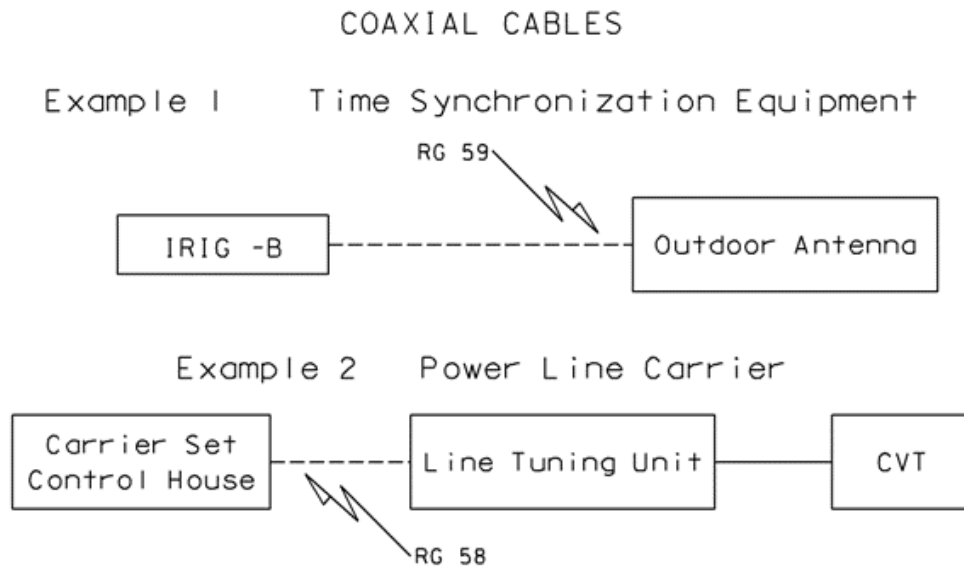 COAXIAL CABLES
Example 1 Time Synchronization Equipment
RG 59
IRIG -B
Outdoor Antenna
Example 2 Power Line Carrier
Carrier Set
Control House
Line Tuning Unit
CVT
RG 58